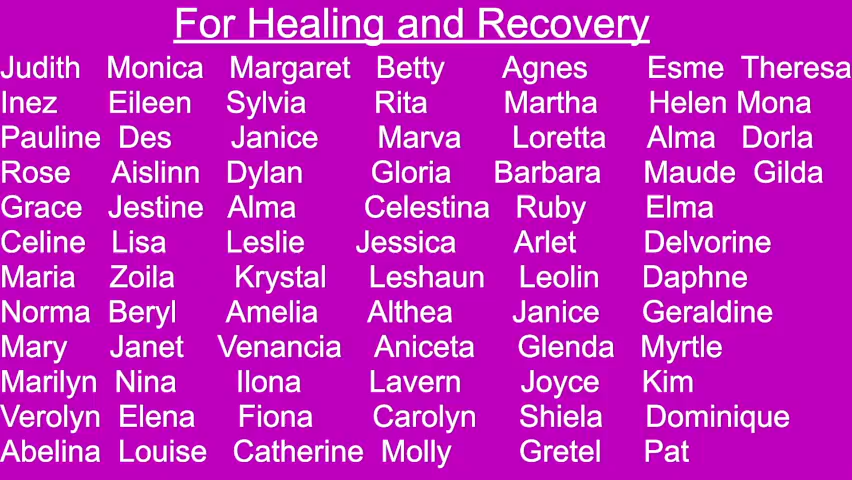 For Healing and Recovery
Judith Monica Margaret Betty Agnes Esme Theresa
Inez Eileen Sylvia Rita Martha Helen Mona
Pauline Des Janice Marva Loretta Alma Dorla
Rose Aislinn Dylan Gloria Barbara Maude Gilda
Grace Jestine Alma Celestina Ruby Elma
Celine Lisa Leslie Jessica Arlet Delvorine
Maria Zoila Krystal Leshaun Leolin Daphne
Norma Beryl Amelia Althea Janice Geraldine
Mary Janet Venancia Aniceta Glenda Myrtle
Marilyn Nina Ilona Lavern Joyce Kim
Verolyn Elena Fiona Carolyn Shiela Dominique
Abelina Louise Catherine Molly Gretel Pat